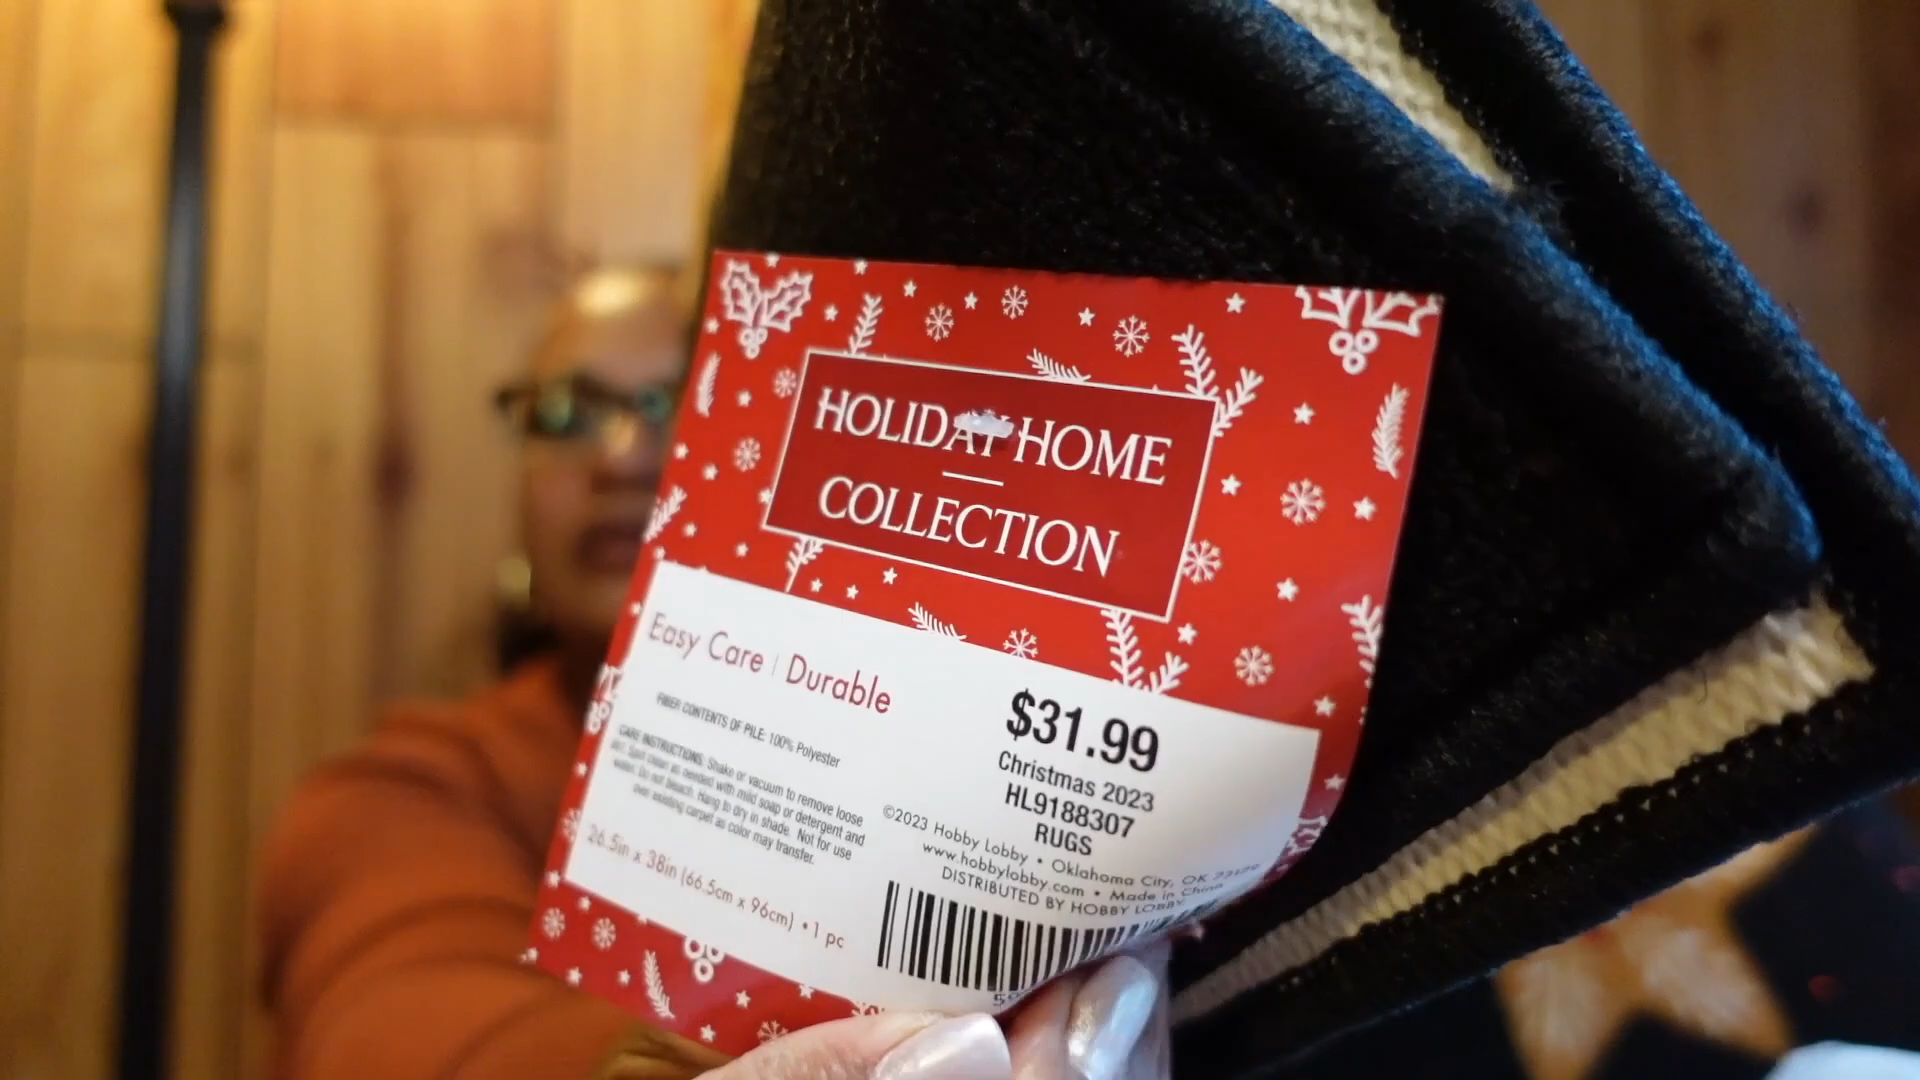 HOLIDAY HOME
COLLECTION
Easy Care | Durable
FIBER CONTENTS OF PILE: 100% Polyester
CARE INSTRUCTIONS: Shake or vacuum to remove loose
dirt. Spot clean as needed with mild soap or detergent and
water. Do not bleach. Hang to dry in shade. Not for use
over existing carpet as color may transfer.
26.5in x 38in (66.5cm x 96cm) • 1 pc
$31.99
Christmas 2023
HL9188307
RUGS
©2023 Hobby Lobby • Oklahoma City, OK
www.hobbylobby.com • Made in China
DISTRIBUTED BY HOBBY LOBBY